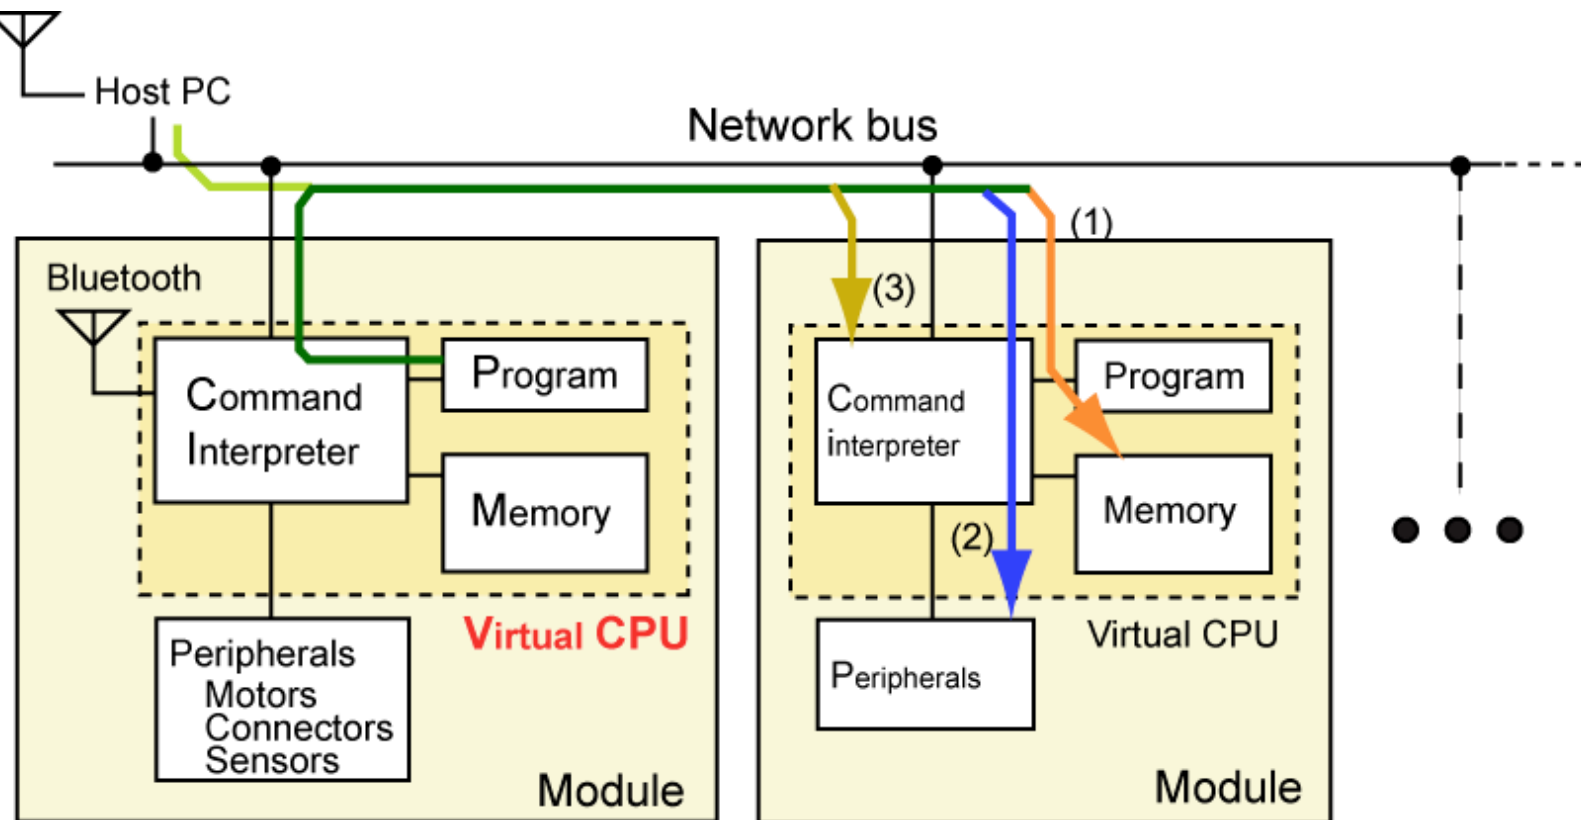 Host PC
Network bus
(1)
Bluetooth
(3)
Command
Interpreter
Program
Memory
Command
interpreter
Program
Memory
(2)
Virtual CPU
Virtual CPU
Peripherals
Motors
Connectors
Sensors
Peripherals
Module
Module